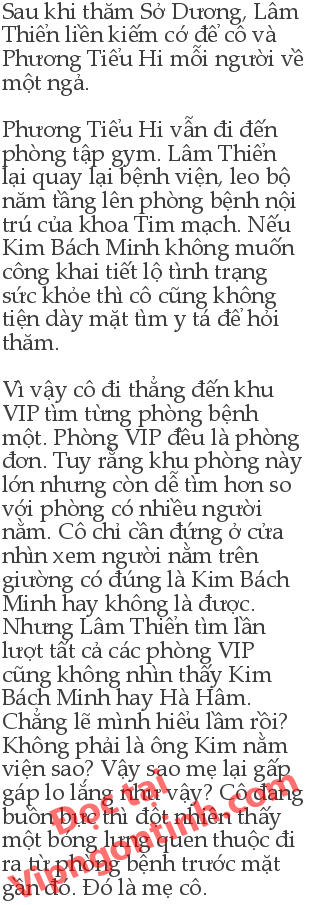 Sau khi thăm Sở Dương, Lâm
Thiển liền kiếm cớ để cô và
Phương Tiểu Hi mỗi người về
một ngả.
Phương Tiểu Hi vẫn đi đến
phòng tập gym. Lâm Thiển
lại quay lại bệnh viện, leo bộ
năm tầng lên phòng bệnh nội
trú của khoa Tim mạch. Nếu
Kim Bách Minh không muốn
công khai tiết lộ tình trạng
sức khỏe thì cô cũng không
tiện dày mặt tìm y tá để hỏi
thăm.
Vì vậy cô đi thẳng đến khu
VIP tìm từng phòng bệnh
một. Phòng VIP đều là phòng
đơn. Tuy rằng khu phòng này
lớn nhưng còn dễ tìm hơn so
với phòng có nhiều người
nằm. Cô chỉ cần đứng ở cửa
nhìn xem người nằm trên
giường có đúng là Kim Bách
Minh hay không là được.
Nhưng Lâm Thiển tìm lần
lượt tất cả các phòng VIP
cũng không nhìn thấy Kim
Bách Minh hay Hà Hâm.
Chẳng lẽ mình hiểu lầm rồi?
Không phải là ông Kim nằm
viện sao? Vậy sao mẹ lại gấp
gáp lo lắng như vậy? Cô đang
buồn bực thì đột nhiên thấy
một bóng lưng quen thuộc đi
ra từ phòng bệnh trước mặt
gần đó. Đó là mẹ cô.
Đọc tại
Vipngontinh.com